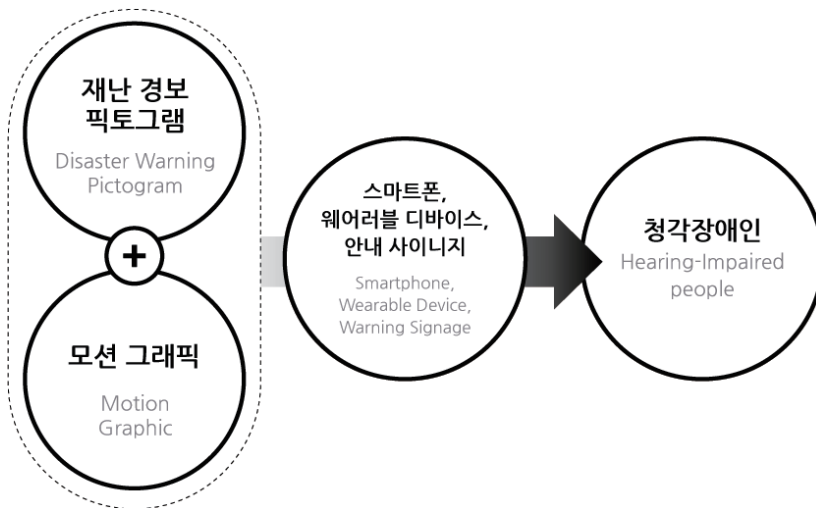 재난 경보
픽토그램
Disaster Warning
Pictogram
+
모션 그래픽
Motion
Graphic
스마트폰,
웨어러블 디바이스,
안내 사이니지
Smartphone,
Wearable Device,
Warning Signage
청각장애인
Hearing-Impaired
people